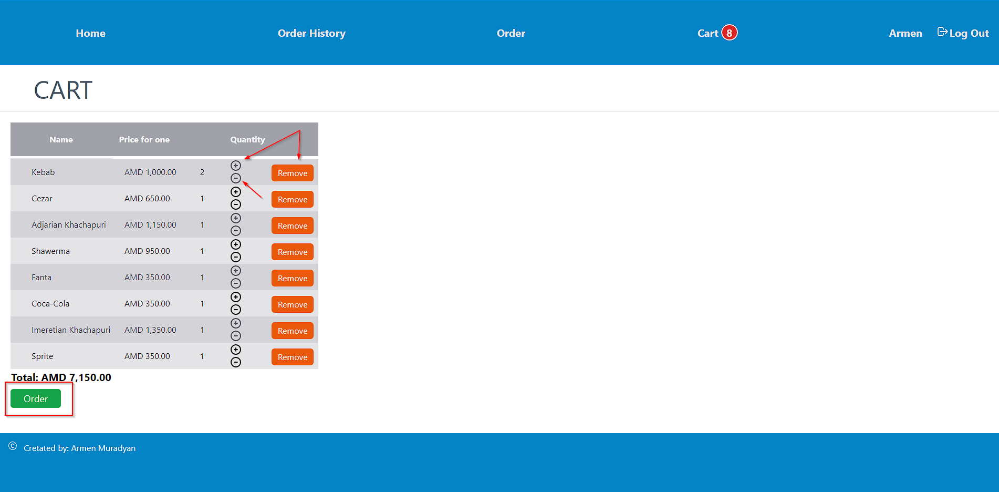 Home Order History Order Cart 8 Armen Log Out
CART
Name Price for one Quantity
Kebab AMD 1,000.00 2 Remove
Cezar AMD 650.00 1 Remove
Adjarian Khachapuri AMD 1,150.00 1 Remove
Shawerma AMD 950.00 1 Remove
Fanta AMD 350.00 1 Remove
Coca-Cola AMD 350.00 1 Remove
Imeretian Khachapuri AMD 1,350.00 1 Remove
Sprite AMD 350.00 1 Remove
Total: AMD 7,150.00
Order
© Cretated by: Armen Muradyan